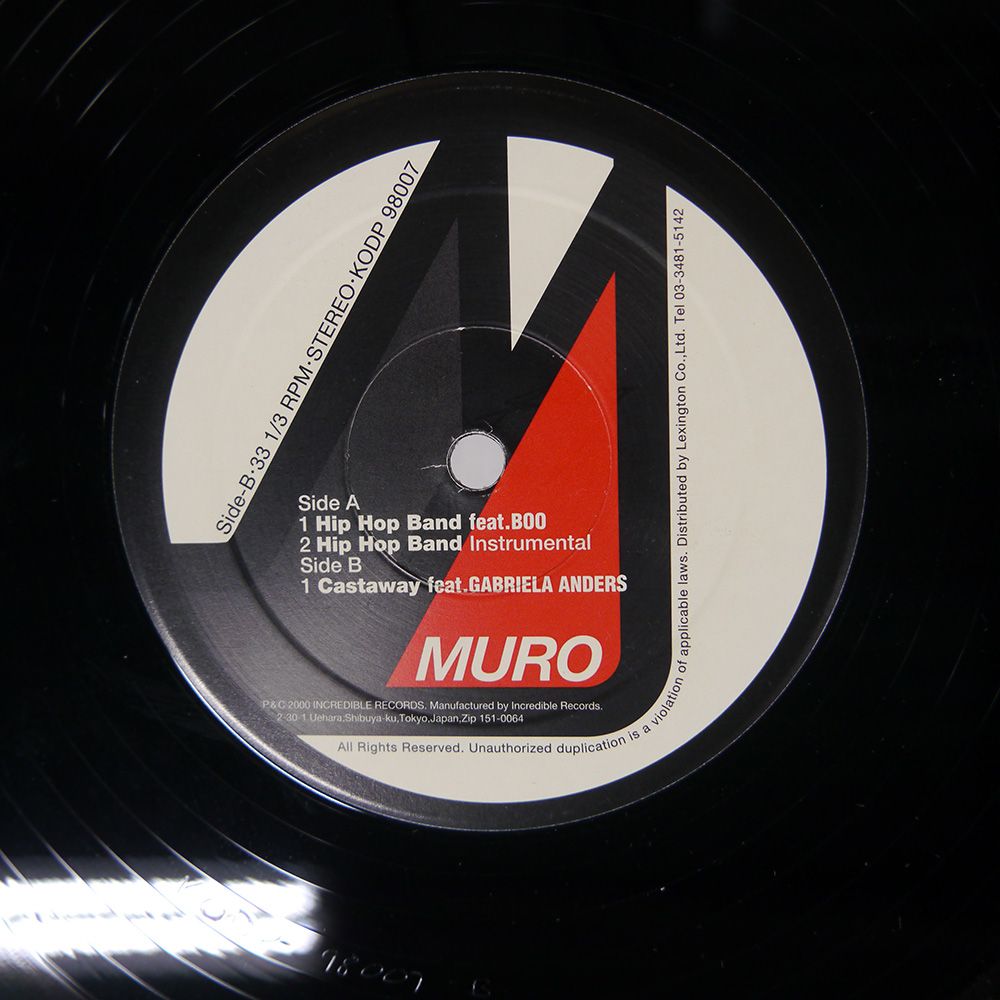 Side-B·33 1/3 RPM·STEREO·KODP 98007
Side A
1 Hip Hop Band feat.BOO
2 Hip Hop Band Instrumental
Side B
1 Castaway feat.GABRIELA ANDERS
MURO
P&C 2000 INCREDIBLE RECORDS. Manufactured by Incredible Records.
2-30-1 Uehara,Shibuya-ku,Tokyo,Japan,Zip 151-0064
All Rights Reserved. Unauthorized duplication is a violation of applicable laws. Distributed by Lexington Co.,Ltd. Tel 03-3481-5142
98007 - B